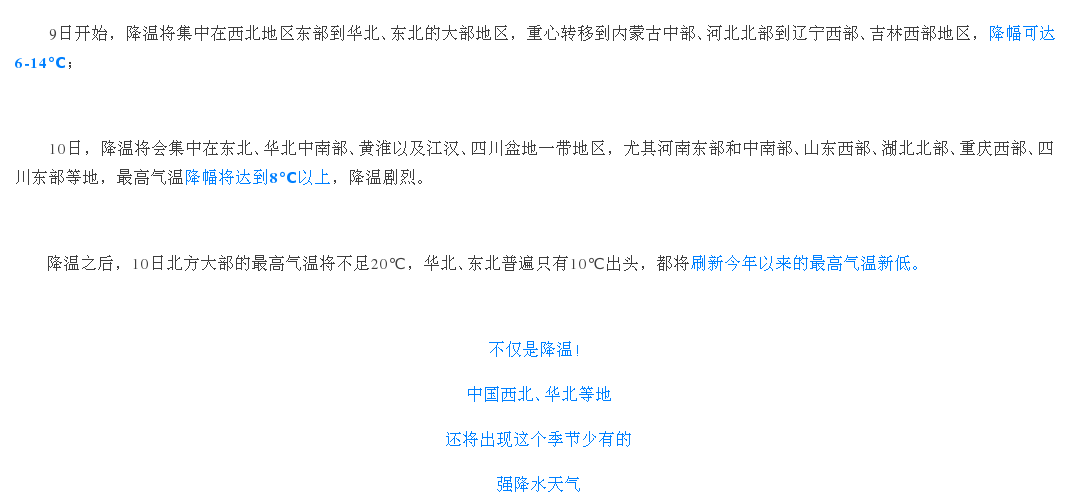 9日开始，降温将集中在西北地区东部到华北、东北的大部地区，重心转移到内蒙古中部、河北北部到辽宁西部、吉林西部地区，降幅可达
6-14℃；
10日，降温将会集中在东北、华北中南部、黄淮以及江汉、四川盆地一带地区，尤其河南东部和中南部、山东西部、湖北北部、重庆西部、四
川东部等地，最高气温降幅将达到8℃以上，降温剧烈。
降温之后，10日北方大部的最高气温将不足20℃，华北、东北普遍只有10℃出头，都将刷新今年以来的最高气温新低。
不仅是降温！
中国西北、华北等地
还将出现这个季节少有的
强降水天气